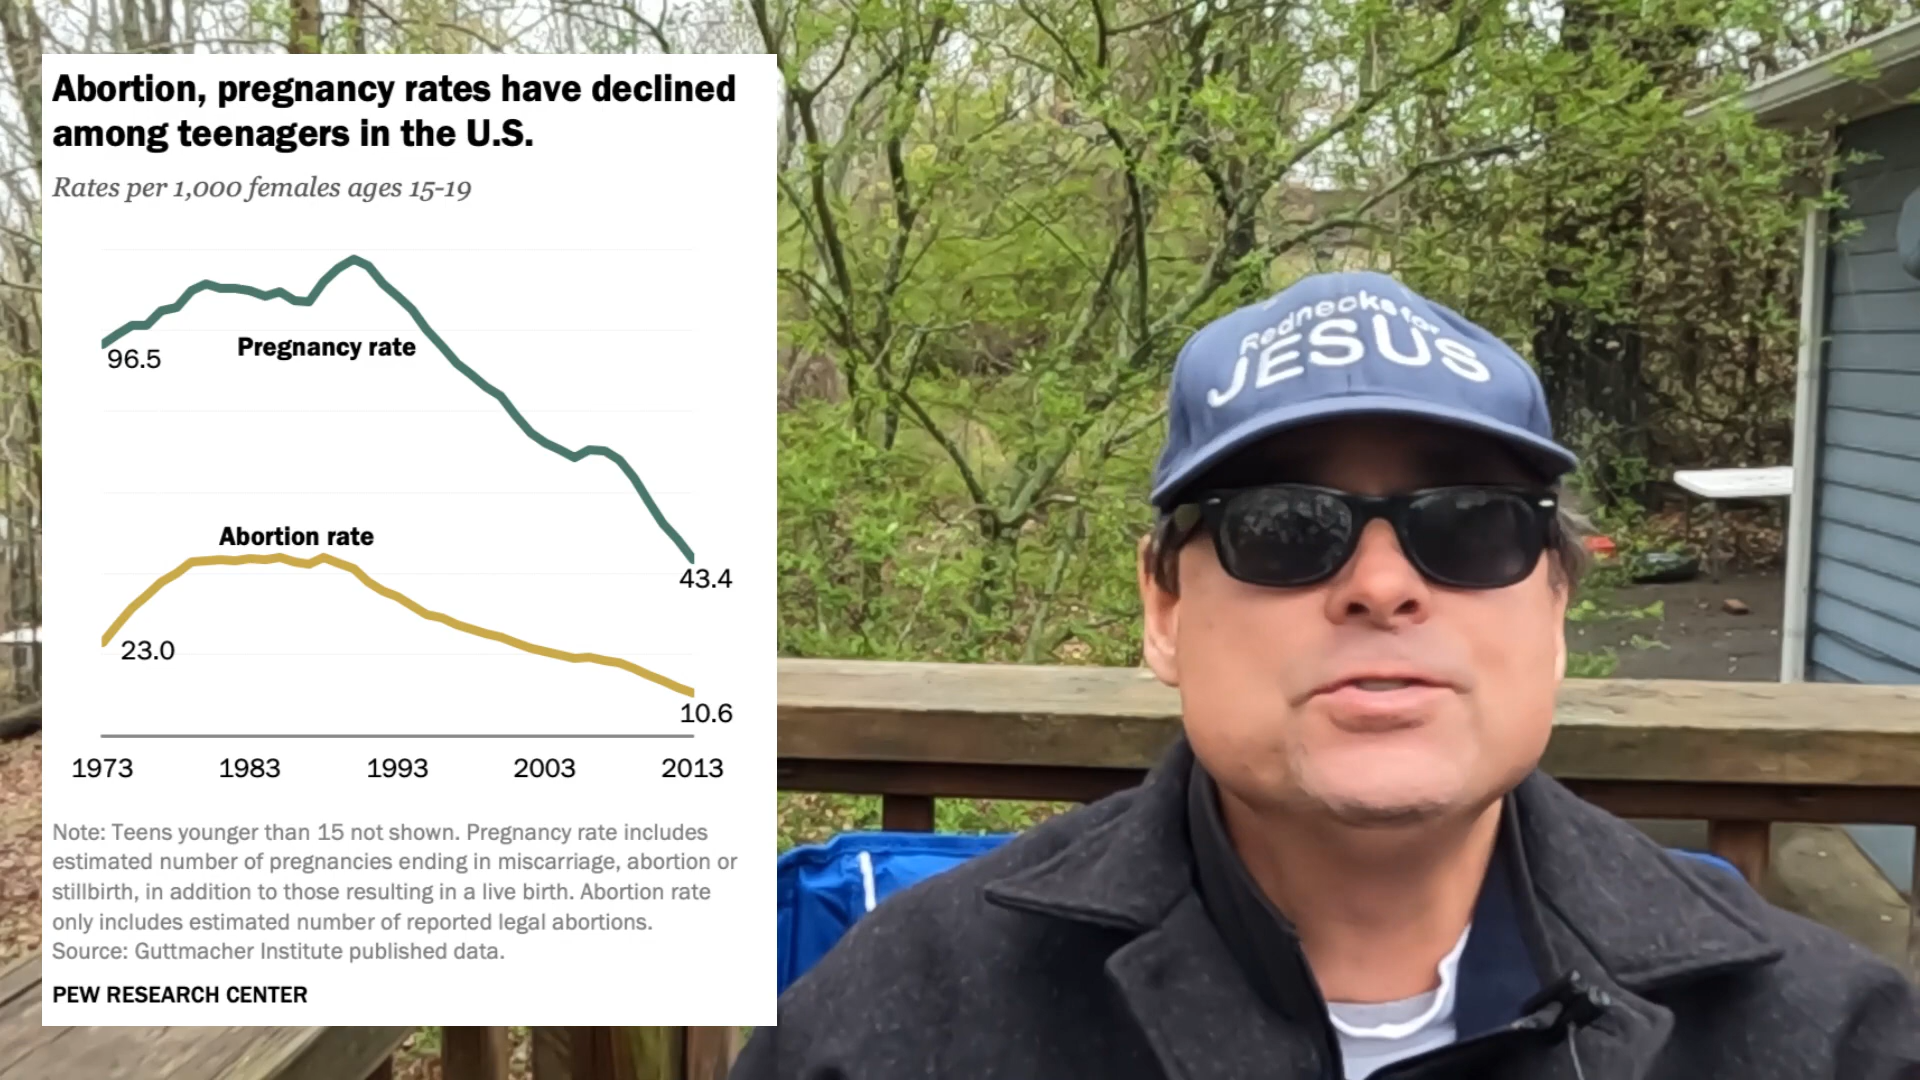 Abortion, pregnancy rates have declined
among teenagers in the U.S.
Rates per 1,000 females ages 15-19
96.5
Pregnancy rate
Abortion rate
43.4
23.0
10.6
1973 1983 1993 2003 2013
Note: Teens younger than 15 not shown. Pregnancy rate includes
estimated number of pregnancies ending in miscarriage, abortion or
stillbirth, in addition to those resulting in a live birth. Abortion rate
only includes estimated number of reported legal abortions.
Source: Guttmacher Institute published data.
PEW RESEARCH CENTER
Rednecks for
JESUS